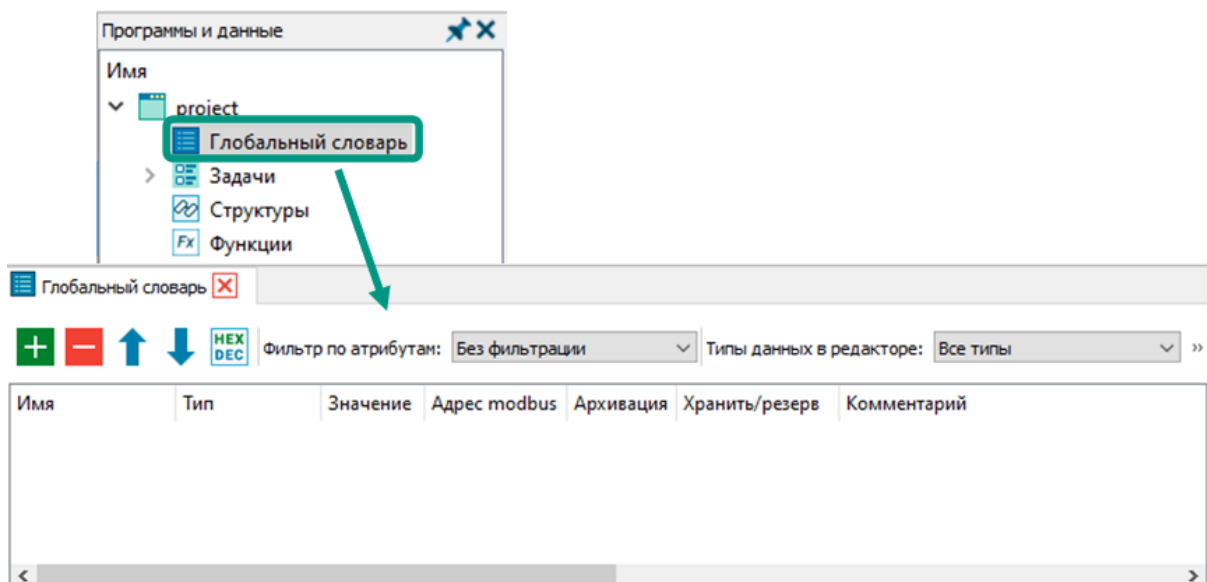 Программы и данные
Имя
project
Глобальный словарь
Задачи
Структуры
Fx Функции
Глобальный словарь
HEX DEC Фильтр по атрибутам: Без фильтрации Типы данных в редакторе: Все типы »
Имя Тип Значение Адрес modbus Архивация Хранить/резерв Комментарий